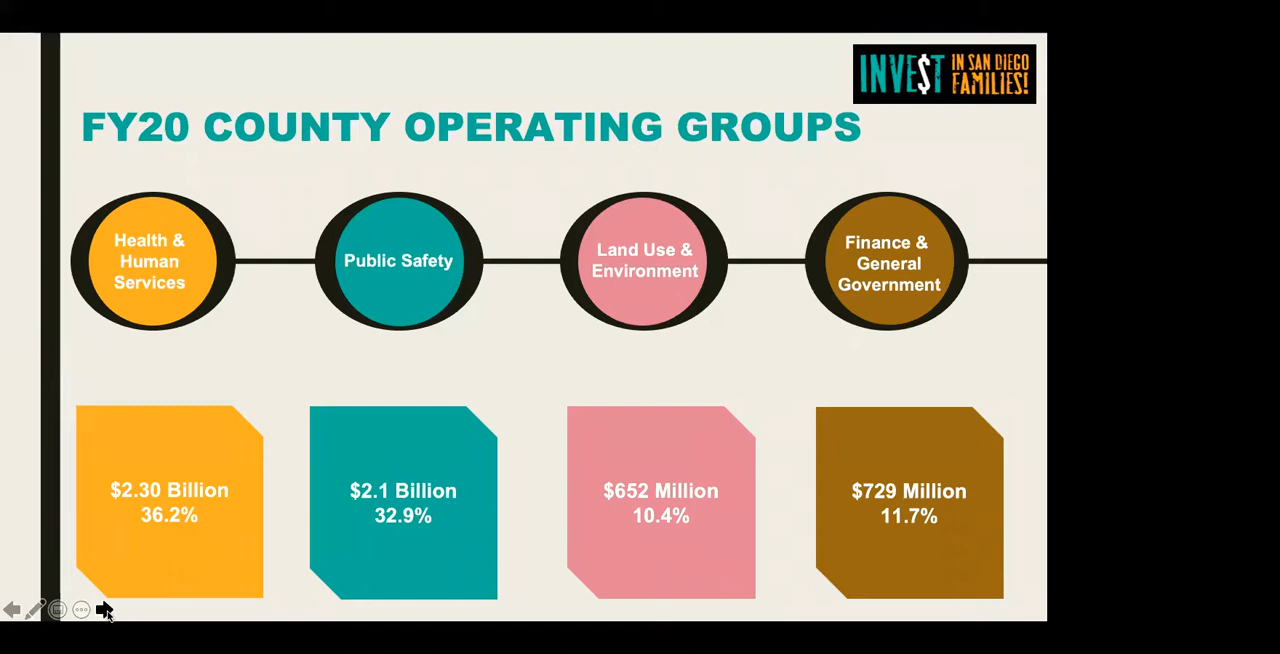 INVE$T IN SAN DIEGO
FAMILIES!
FY20 COUNTY OPERATING GROUPS
Health &
Human
Services
Public Safety
Land Use &
Environment
Finance &
General
Government
$2.30 Billion
36.2%
$2.1 Billion
32.9%
$652 Million
10.4%
$729 Million
11.7%